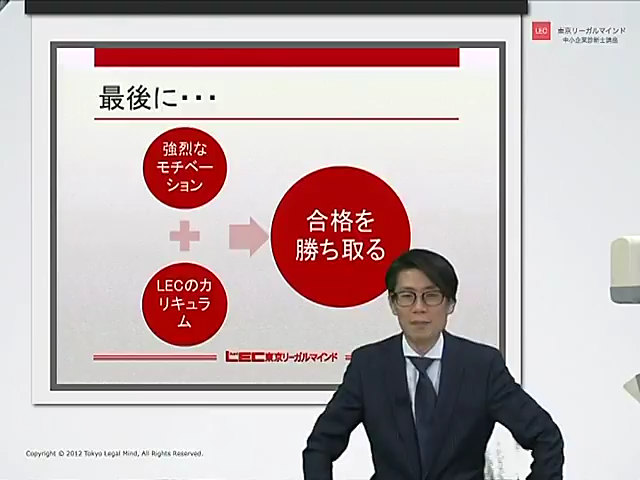 LEC 東京リーガルマインド
中小企業診断士講座
最後に・・・
強烈な
モチベー
ション
合格を
勝ち取る
LECのカ
リキュラ
ム
LEC東京リーガルマインド
Copyright © 2012 Tokyo Legal Mind, All Rights Reserved.